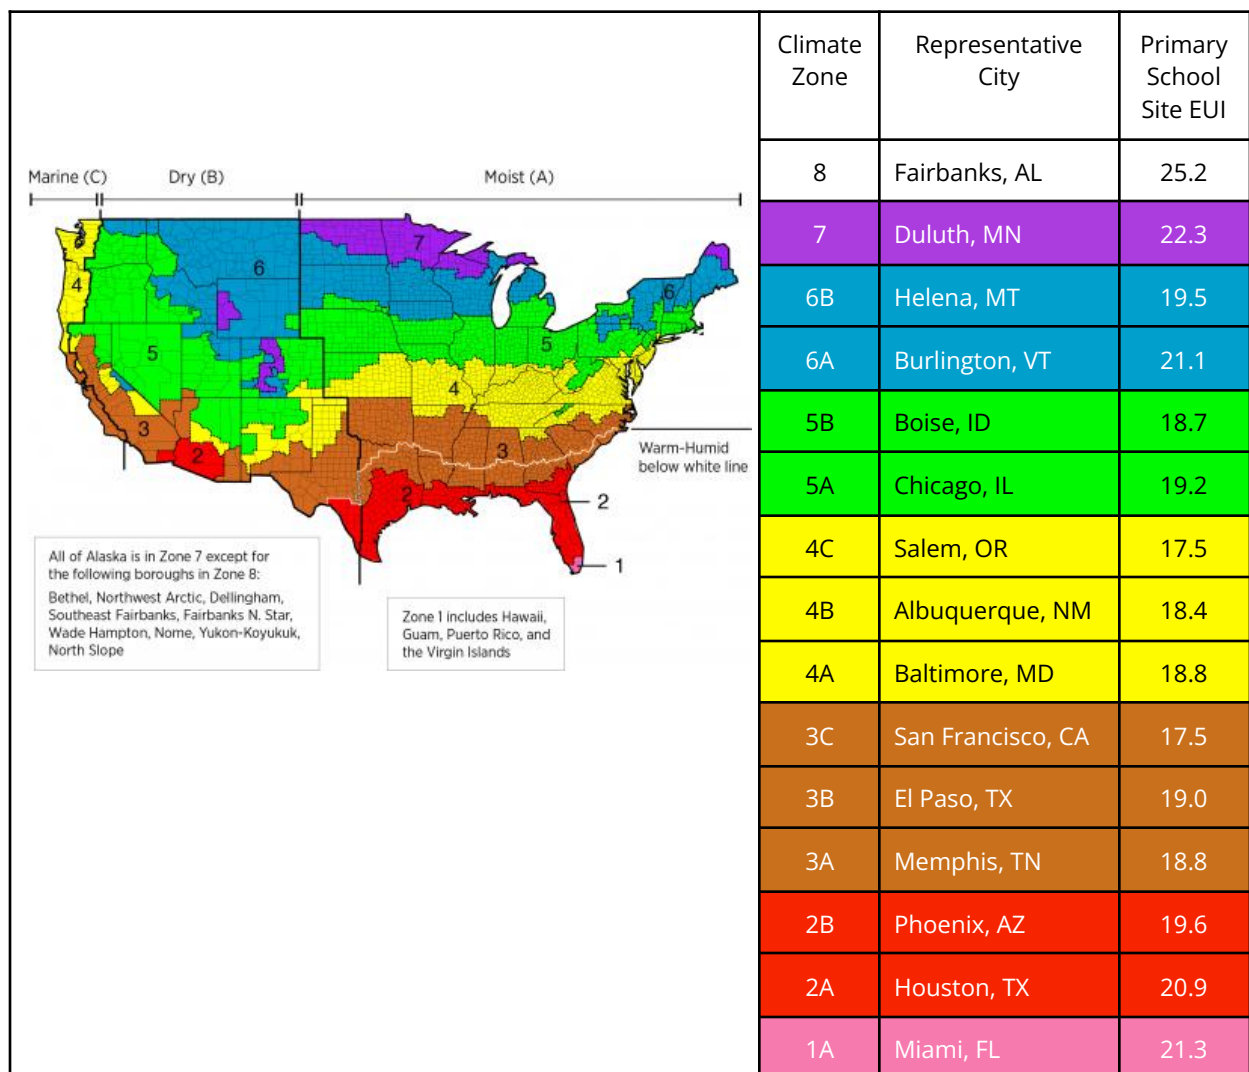 Marine (C) Dry (B) Moist (A)
7
6
6
4
5
5
4
3
3
2
2
Warm-Humid
below white line
2
1
All of Alaska is in Zone 7 except for
the following boroughs in Zone 8:
Bethel, Northwest Arctic, Dellingham,
Southeast Fairbanks, Fairbanks N. Star,
Wade Hampton, Nome, Yukon-Koyukuk,
North Slope
Zone 1 includes Hawaii,
Guam, Puerto Rico, and
the Virgin Islands
Climate
Zone
Representative
City
Primary
School
Site EUI
8 Fairbanks, AL 25.2
7 Duluth, MN 22.3
6B Helena, MT 19.5
6A Burlington, VT 21.1
5B Boise, ID 18.7
5A Chicago, IL 19.2
4C Salem, OR 17.5
4B Albuquerque, NM 18.4
4A Baltimore, MD 18.8
3C San Francisco, CA 17.5
3B El Paso, TX 19.0
3A Memphis, TN 18.8
2B Phoenix, AZ 19.6
2A Houston, TX 20.9
1A Miami, FL 21.3